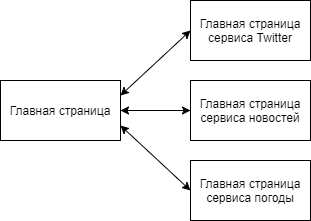 Главная страница
сервиса Twitter
Главная страница
Главная страница
сервиса новостей
Главная страница
сервиса погоды